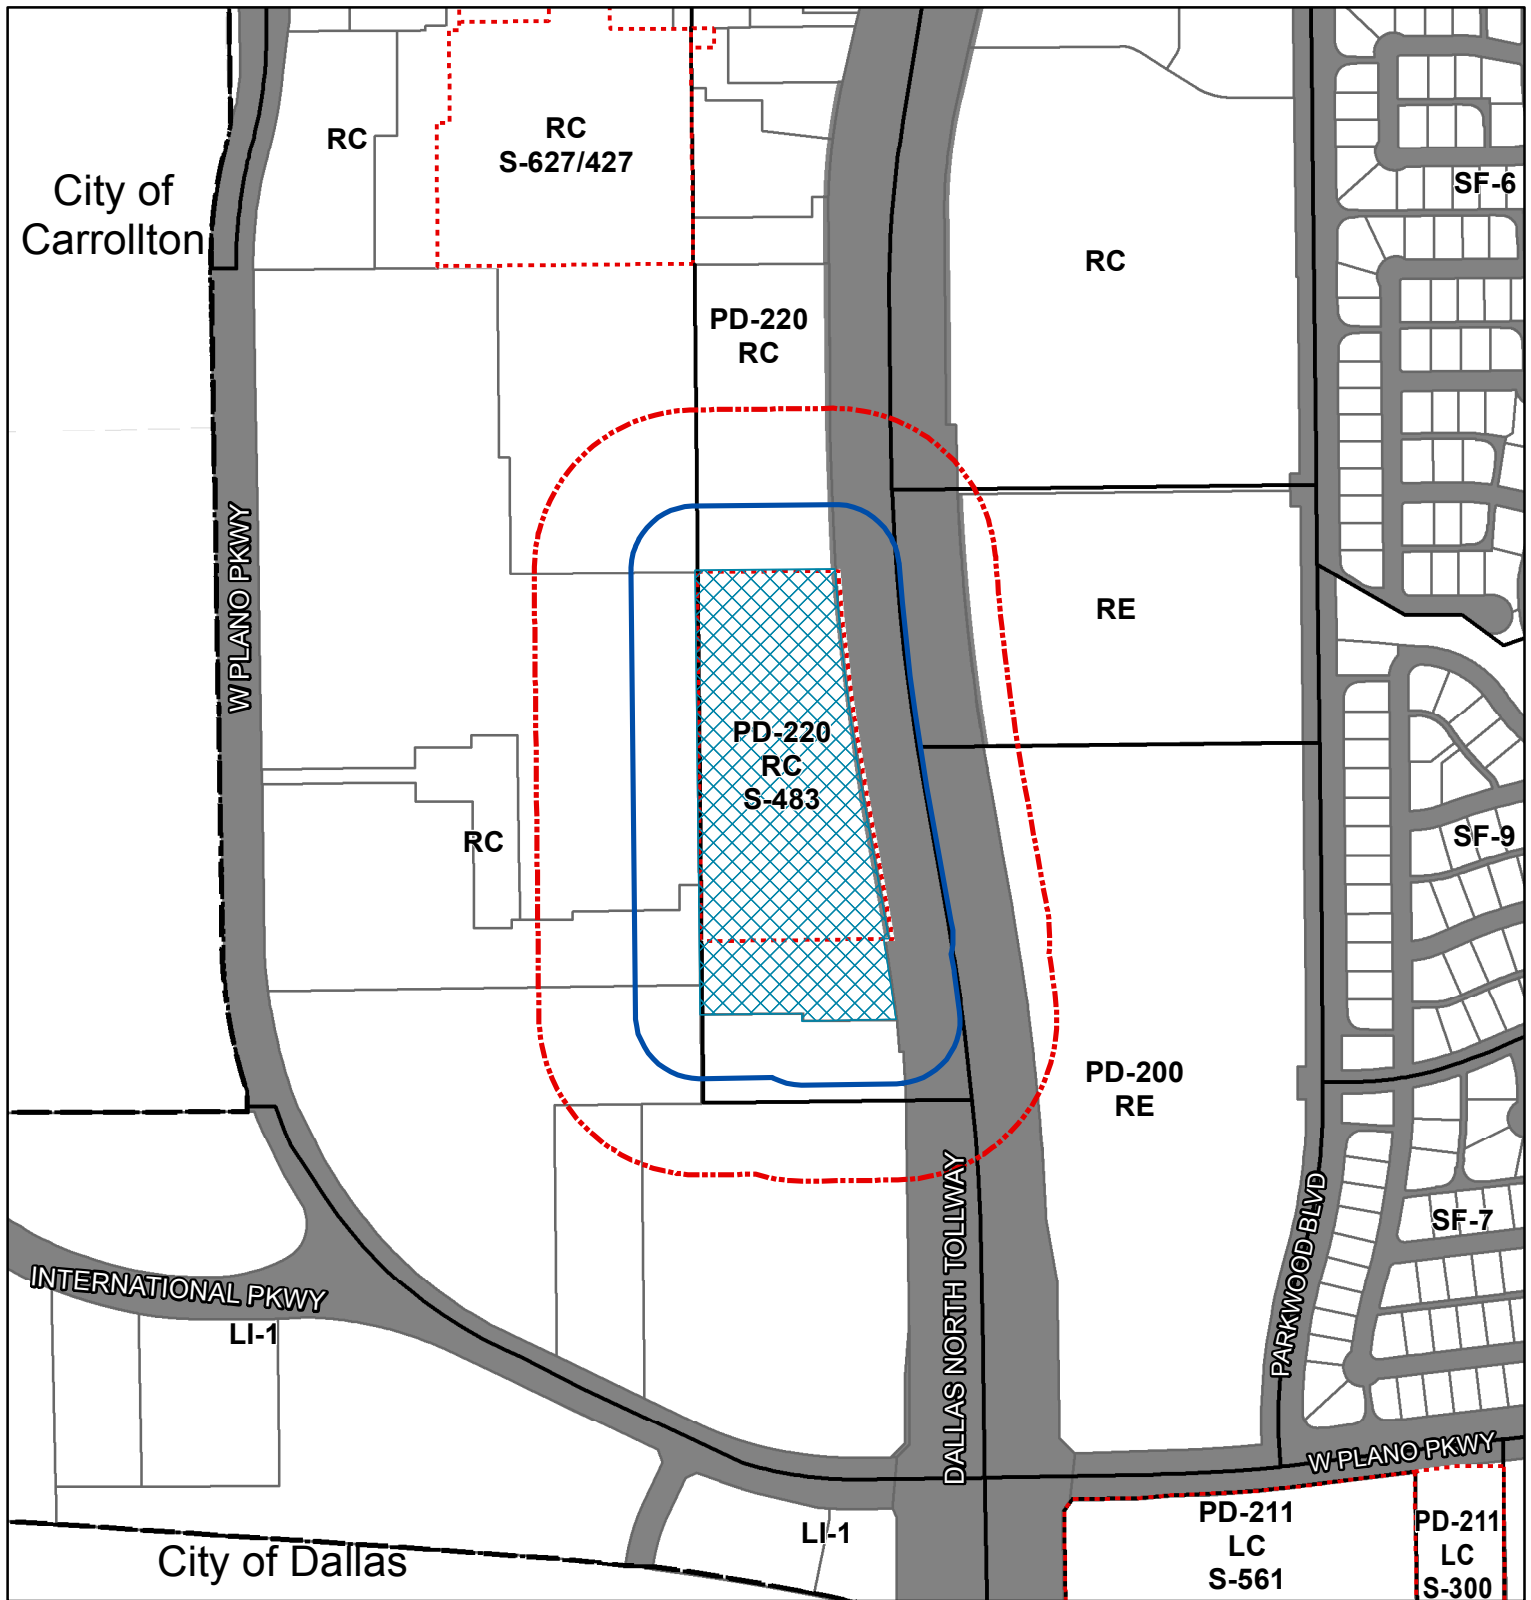 RC
RC
S-627/427
City of
Carrollton
SF-6
RC
PD-220
RC
W PLANO PKWY
RE
PD-220
RC
S-483
RC
SF-9
PD-200
RE
DALLAS NORTH TOLLWAY
PARKWOOD BLVD
SF-7
INTERNATIONAL PKWY
LI-1
W PLANO PKWY
PD-211
LC
S-561
PD-211
LC
S-300
LI-1
City of Dallas